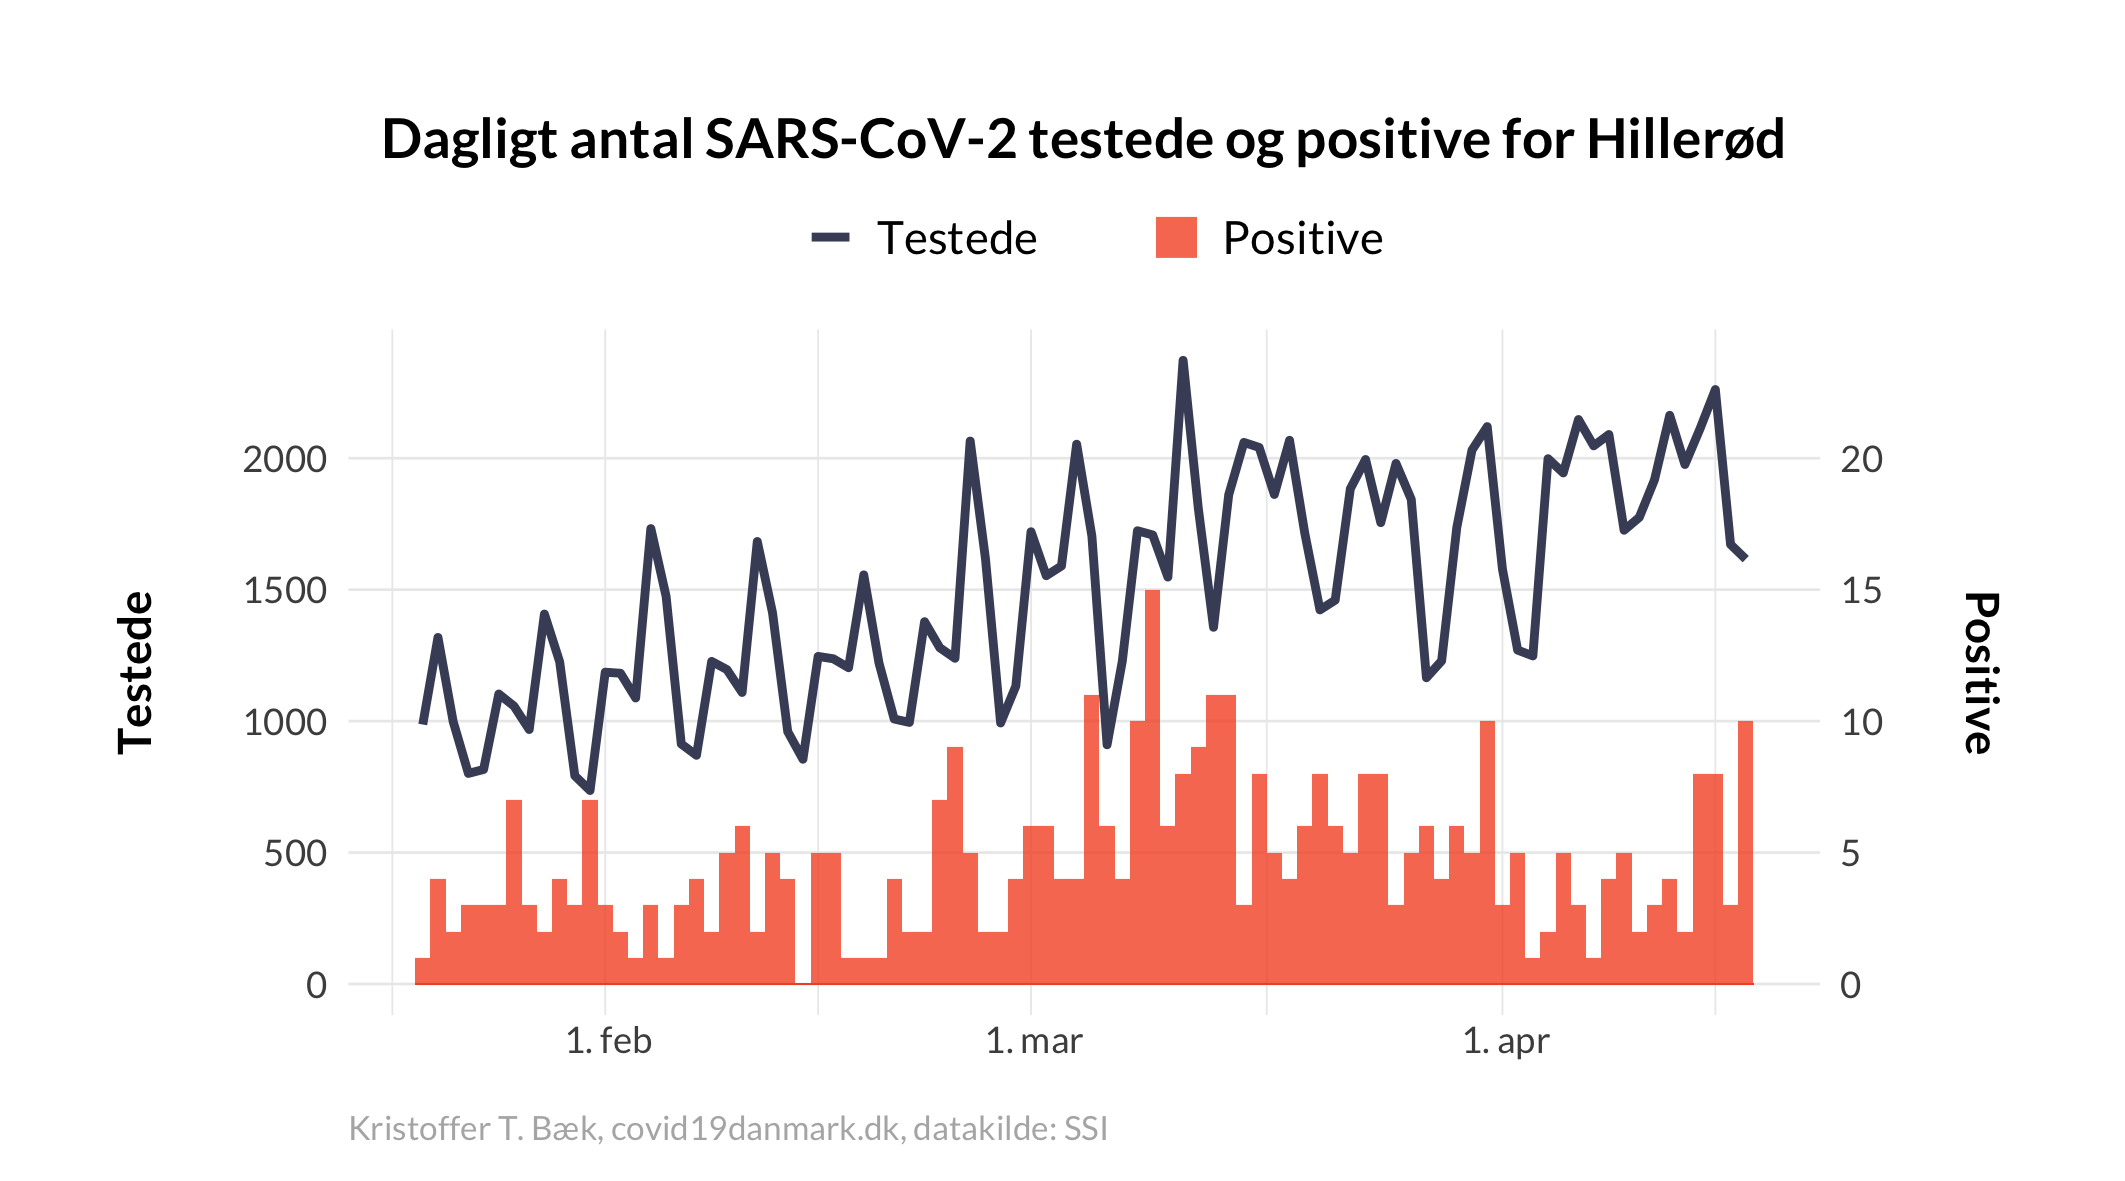 Dagligt antal SARS-CoV-2 testede og positive for Hillerød
Testede
Positive
Testede
2000
1500
1000
500
0
20
15
10
5
0
Positive
1. feb
1. mar
1. apr
Kristoffer T. Bæk, covid19danmark.dk, datakilde: SSI